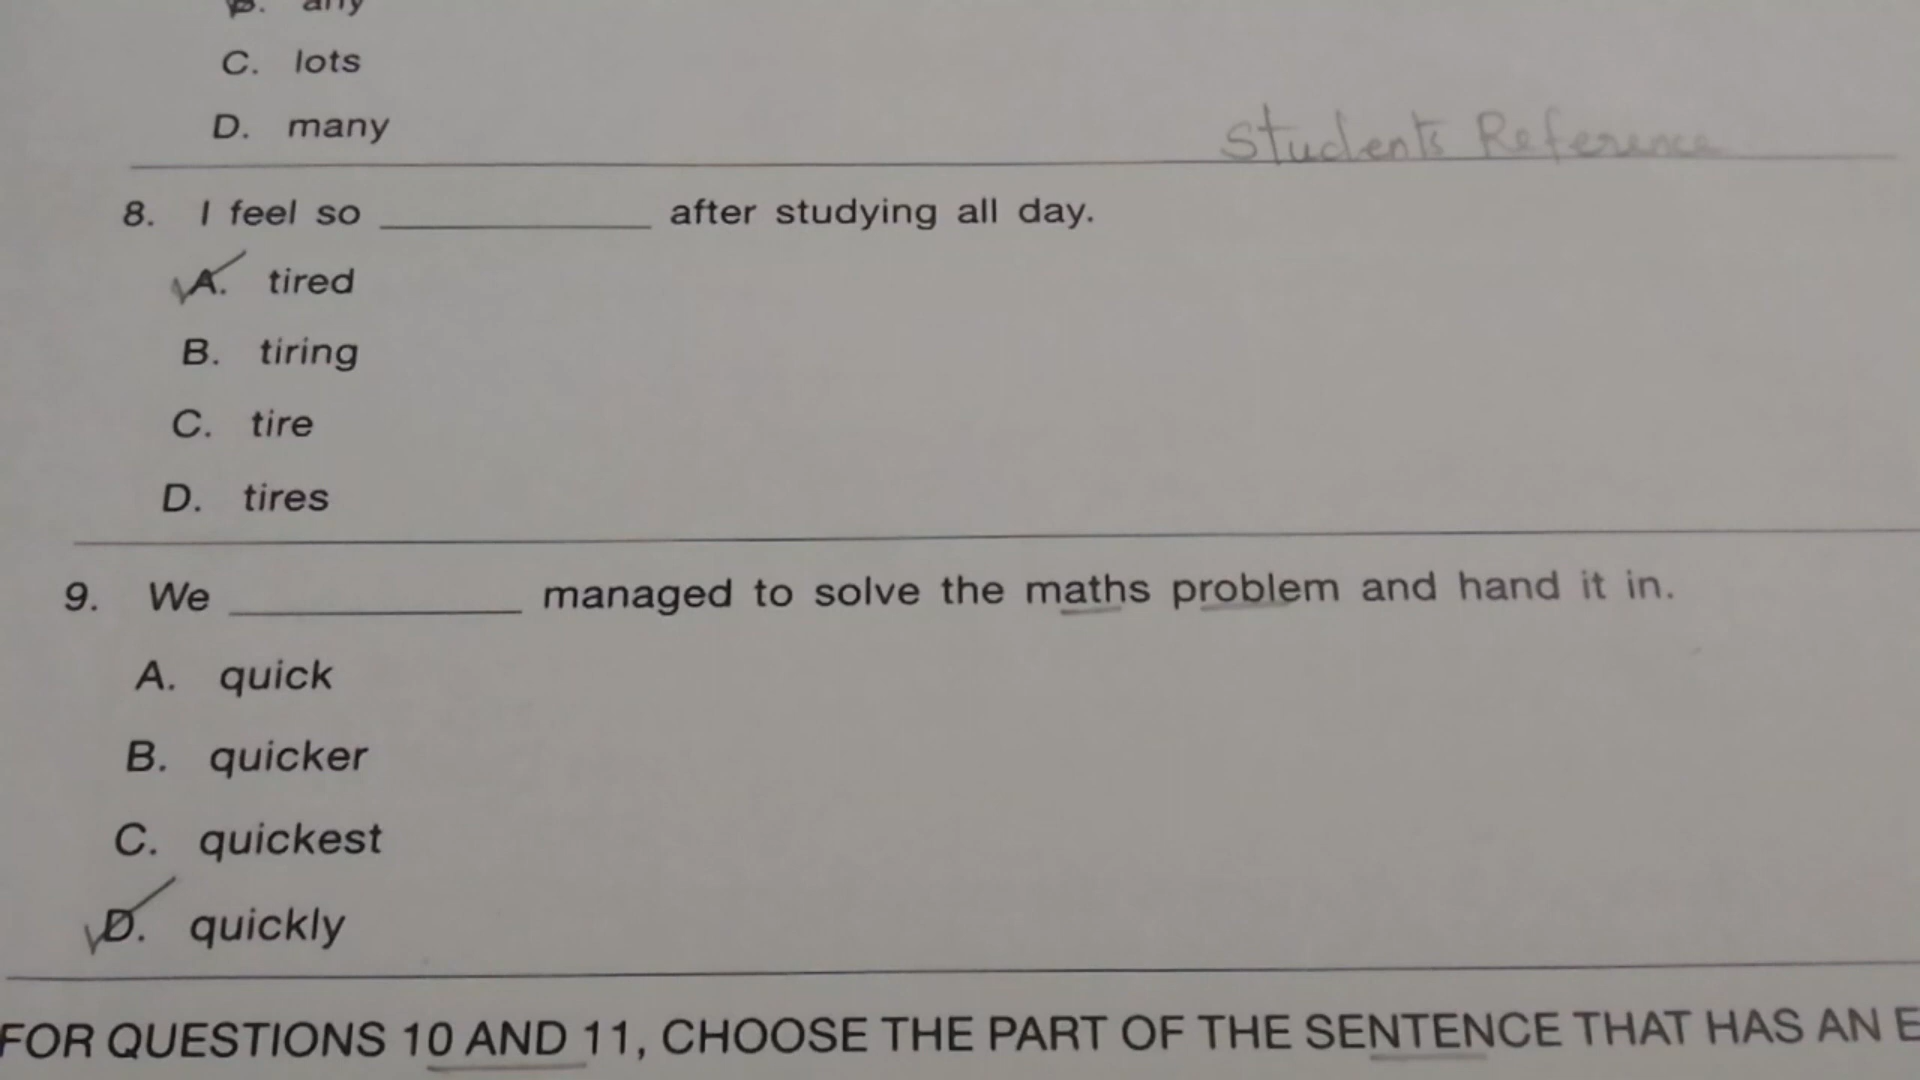 B. any
C. lots
D. many
Students Reference
8. I feel so ____________ after studying all day.
A. tired
B. tiring
C. tire
D. tires
9. We ____________ managed to solve the maths problem and hand it in.
A. quick
B. quicker
C. quickest
D. quickly
FOR QUESTIONS 10 AND 11, CHOOSE THE PART OF THE SENTENCE THAT HAS AN